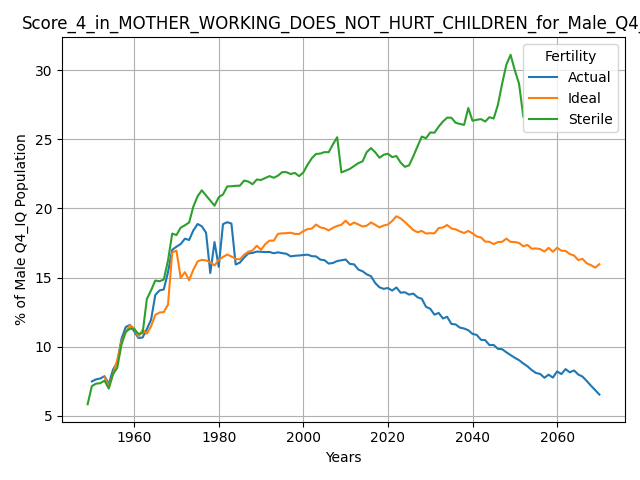 Score_4_in_MOTHER_WORKING_DOES_NOT_HURT_CHILDREN_for_Male_Q4_
Fertility
Actual
Ideal
Sterile
% of Male Q4_IQ Population
30
25
20
15
10
5
1960 1980 2000 2020 2040 2060
Years